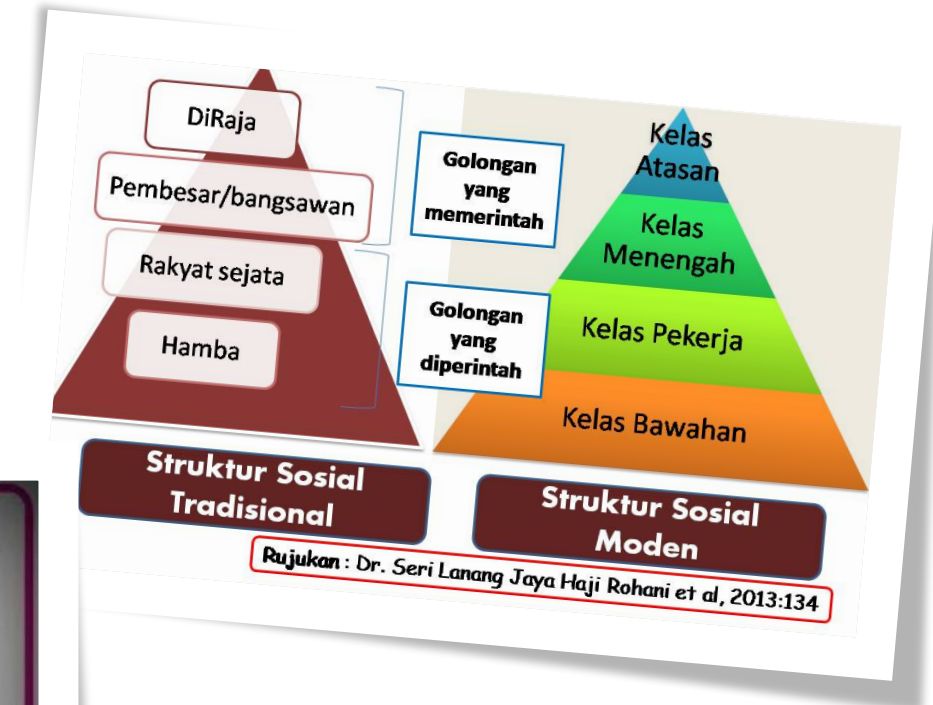 DiRaja
Pembesar/bangsawan
Rakyat sejata
Hamba
Golongan
yang
memerintah
Golongan
yang
diperintah
Kelas
Atasan
Kelas
Menengah
Kelas Pekerja
Kelas Bawahan
Struktur Sosial
Tradisional
Struktur Sosial
Moden
Rujukan : Dr. Seri Lanang Jaya Haji Rohani et al, 2013:134